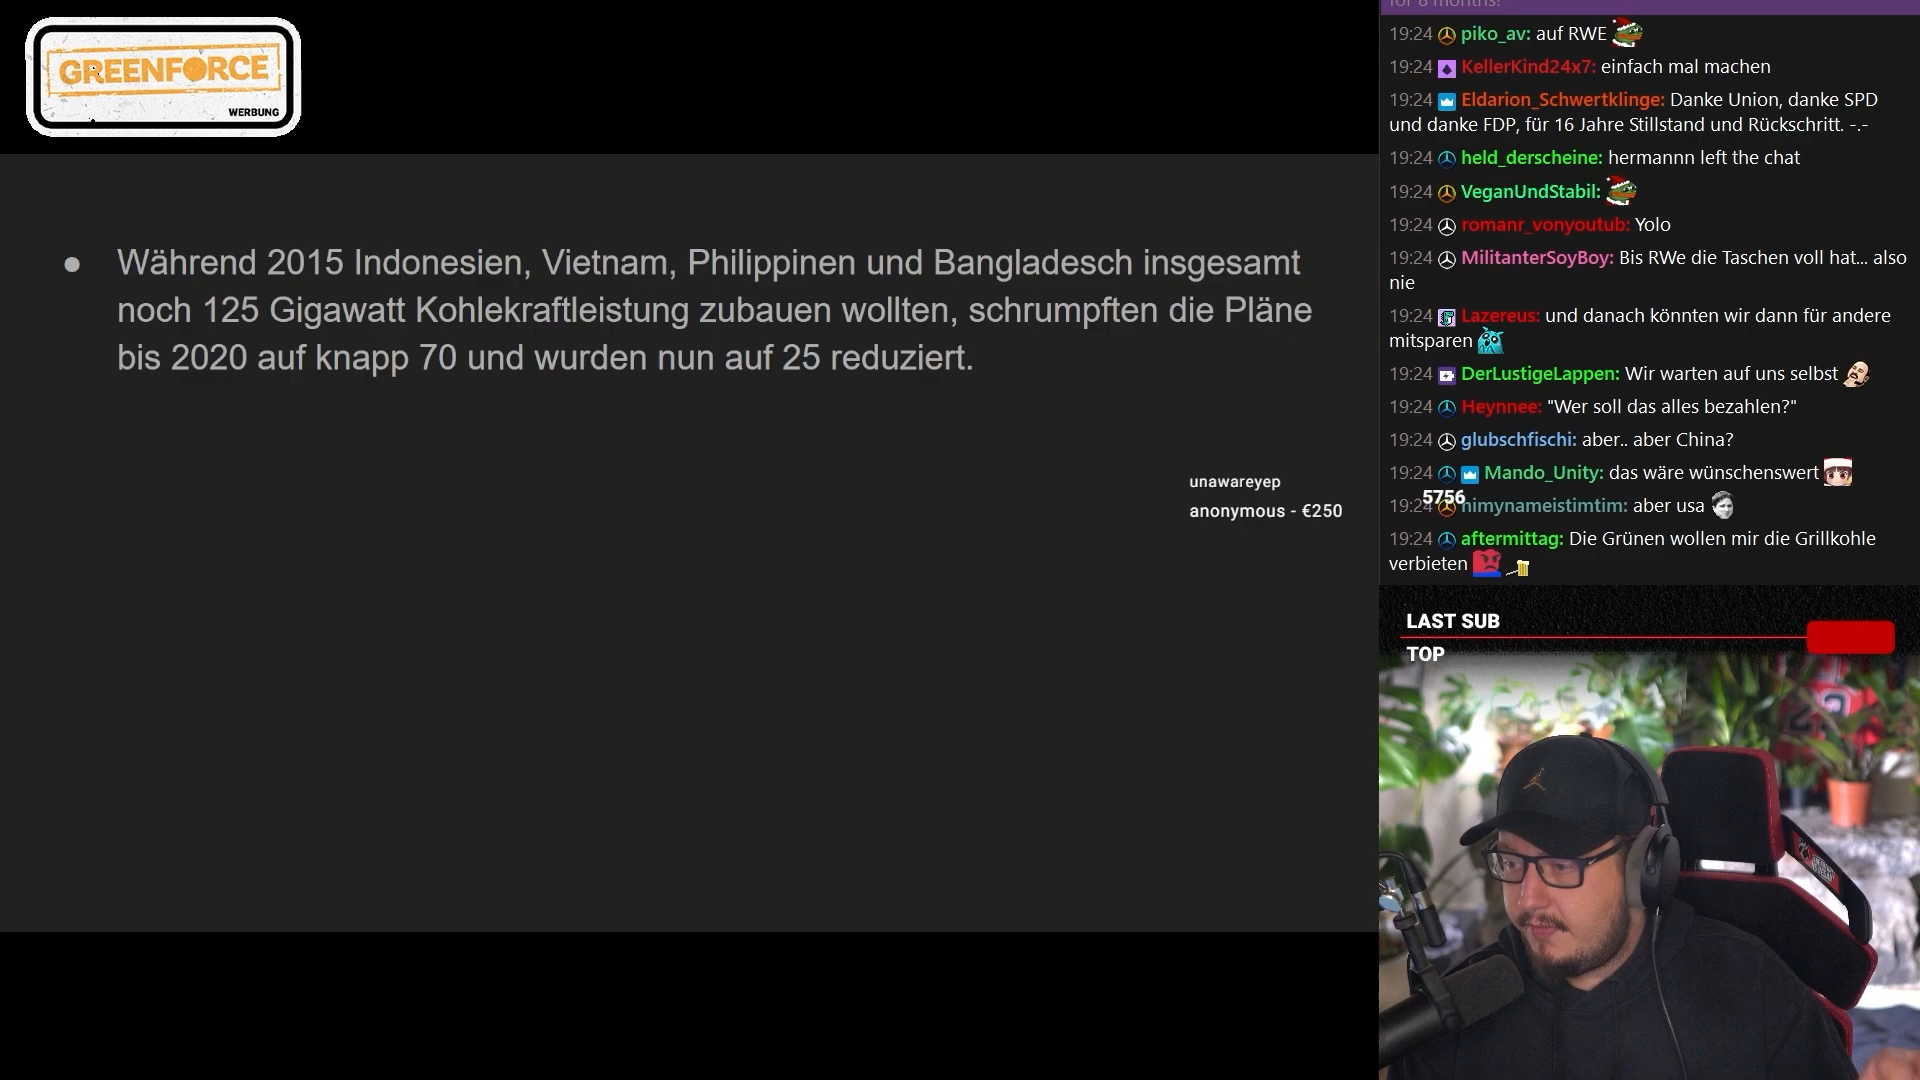 GREENFORCE
WERBUNG
● Während 2015 Indonesien, Vietnam, Philippinen und Bangladesch insgesamt
noch 125 Gigawatt Kohlekraftleistung zubauen wollten, schrumpften die Pläne
bis 2020 auf knapp 70 und wurden nun auf 25 reduziert.
unawareyep
anonymous - €250
for 8 months!
19:24 piko_av: auf RWE
19:24 KellerKind24x7: einfach mal machen
19:24 Eldarion_Schwertklinge: Danke Union, danke SPD
und danke FDP, für 16 Jahre Stillstand und Rückschritt. -.-
19:24 held_derscheine: hermannn left the chat
19:24 VeganUndStabil:
19:24 romanr_vonyoutub: Yolo
19:24 MilitanterSoyBoy: Bis RWe die Taschen voll hat... also
nie
19:24 Lazereus: und danach könnten wir dann für andere
mitsparen
19:24 DerLustigeLappen: Wir warten auf uns selbst
19:24 Heynnee: "Wer soll das alles bezahlen?"
19:24 glubschfischi: aber.. aber China?
19:24 Mando_Unity: das wäre wünschenswert
5756
19:24 himynameistimtim: aber usa
19:24 aftermittag: Die Grünen wollen mir die Grillkohle
verbieten
LAST SUB
TOP
23